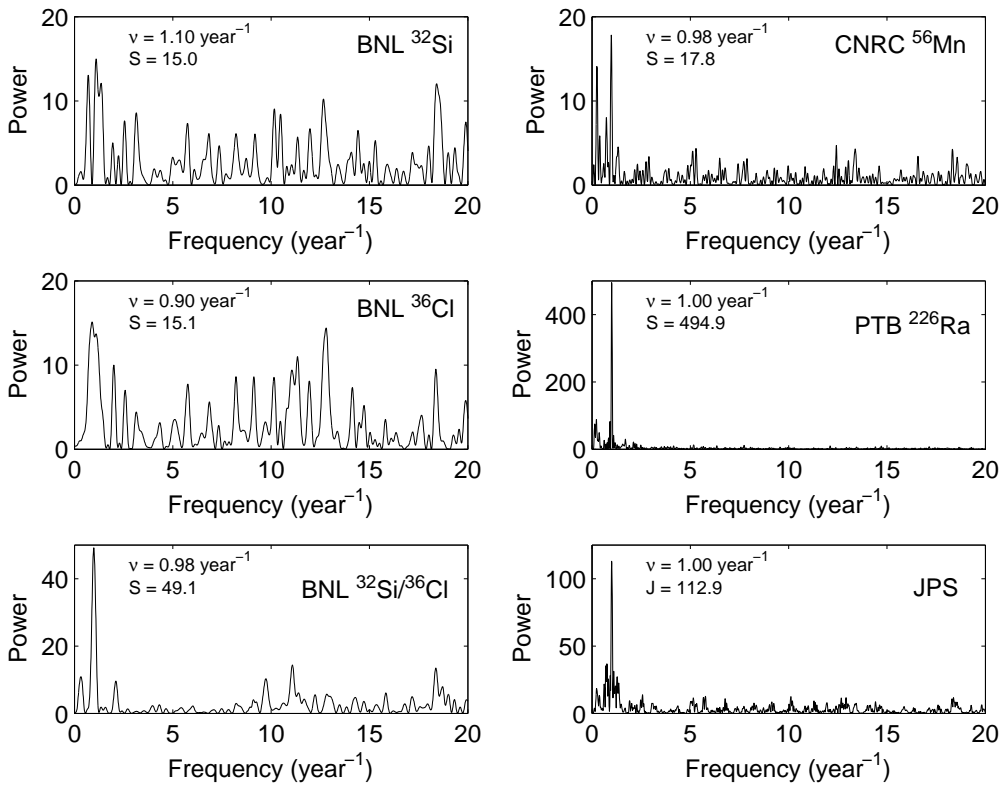 20
10
0
Power
ν = 1.10 year⁻¹
S = 15.0
BNL ³²Si
0 5 10 15 20
Frequency (year⁻¹)
20
10
0
Power
ν = 0.98 year⁻¹
S = 17.8
CNRC ⁵⁶Mn
0 5 10 15 20
Frequency (year⁻¹)
20
10
0
Power
ν = 0.90 year⁻¹
S = 15.1
BNL ³⁶Cl
0 5 10 15 20
Frequency (year⁻¹)
400
200
0
Power
ν = 1.00 year⁻¹
S = 494.9
PTB ²²⁶Ra
0 5 10 15 20
Frequency (year⁻¹)
40
20
0
Power
ν = 0.98 year⁻¹
S = 49.1
BNL ³²Si/³⁶Cl
0 5 10 15 20
Frequency (year⁻¹)
100
50
0
Power
ν = 1.00 year⁻¹
J = 112.9
JPS
0 5 10 15 20
Frequency (year⁻¹)